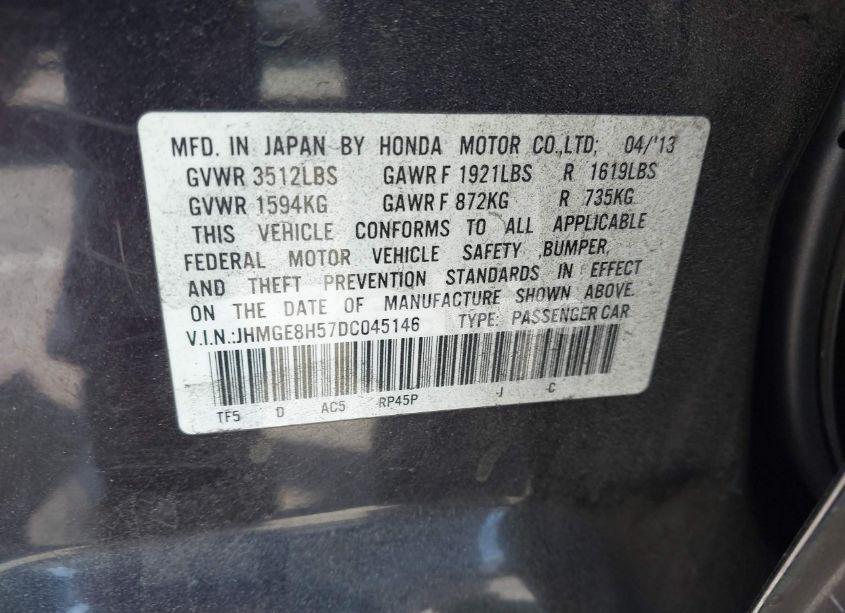 MFD. IN JAPAN BY HONDA MOTOR CO.,LTD; 04/'13
GVWR 3512LBS GAWR F 1921LBS R 1619LBS
GVWR 1594KG GAWR F 872KG R 735KG
THIS VEHICLE CONFORMS TO ALL APPLICABLE
FEDERAL MOTOR VEHICLE SAFETY ,BUMPER,
AND THEFT PREVENTION STANDARDS IN EFFECT
ON THE DATE OF MANUFACTURE SHOWN ABOVE.
V.I.N.:JHMGE8H57DC045146 TYPE: PASSENGER CAR
TF5 D AC5 RP45P -J C